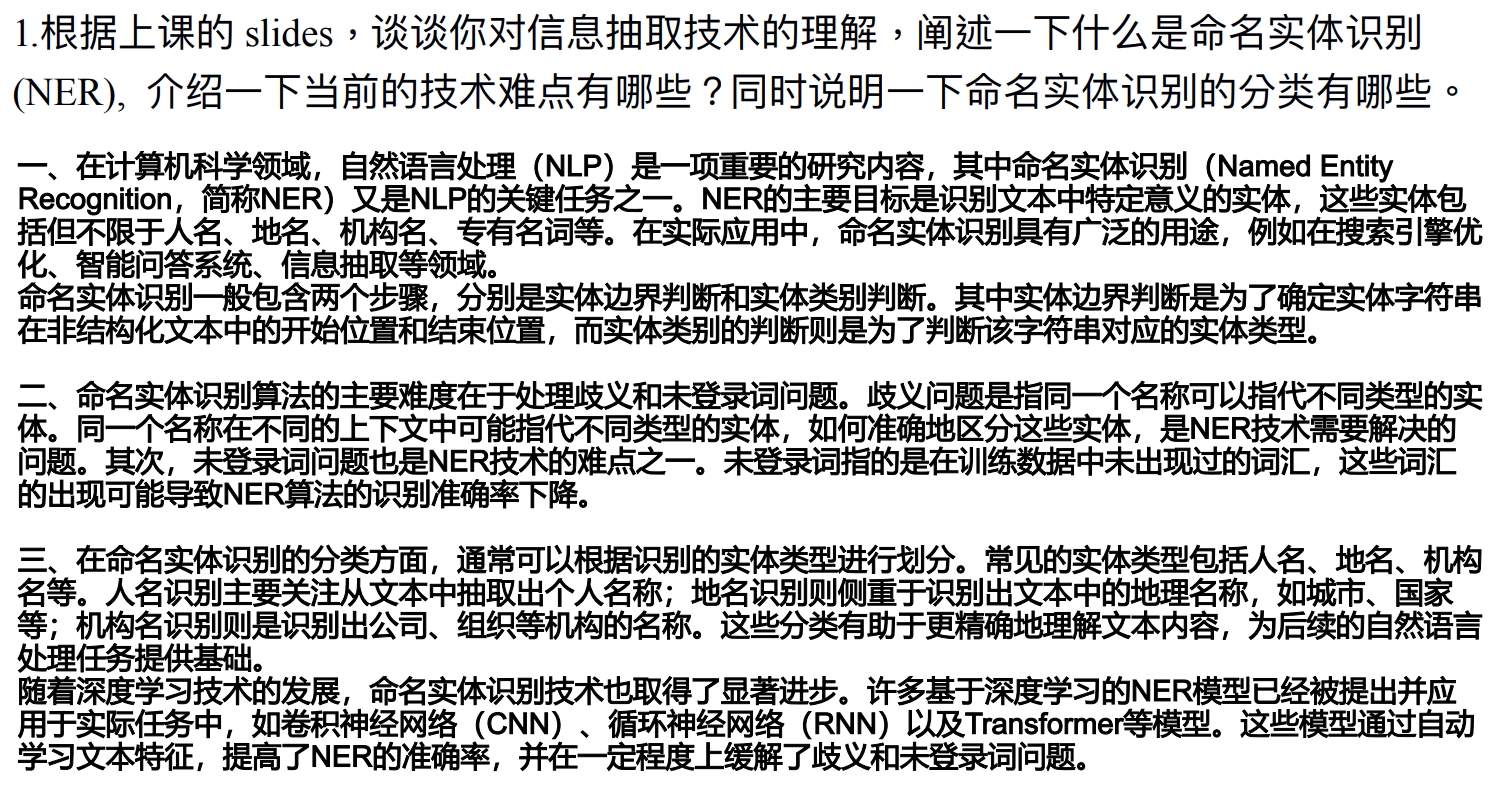 1.根据上课的 slides，谈谈你对信息抽取技术的理解，阐述一下什么是命名实体识别
(NER), 介绍一下当前的技术难点有哪些？同时说明一下命名实体识别的分类有哪些。
一、在计算机科学领域，自然语言处理（NLP）是一项重要的研究内容，其中命名实体识别（Named Entity
Recognition，简称NER）又是NLP的关键任务之一。NER的主要目标是识别文本中特定意义的实体，这些实体包
括但不限于人名、地名、机构名、专有名词等。在实际应用中，命名实体识别具有广泛的用途，例如在搜索引擎优
化、智能问答系统、信息抽取等领域。
命名实体识别一般包含两个步骤，分别是实体边界判断和实体类别判断。其中实体边界判断是为了确定实体字符串
在非结构化文本中的开始位置和结束位置，而实体类别的判断则是为了判断该字符串对应的实体类型。
二、命名实体识别算法的主要难度在于处理歧义和未登录词问题。歧义问题是指同一个名称可以指代不同类型的实
体。同一个名称在不同的上下文中可能指代不同类型的实体，如何准确地区分这些实体，是NER技术需要解决的
问题。其次，未登录词问题也是NER技术的难点之一。未登录词指的是在训练数据中未出现过的词汇，这些词汇
的出现可能导致NER算法的识别准确率下降。
三、在命名实体识别的分类方面，通常可以根据识别的实体类型进行划分。常见的实体类型包括人名、地名、机构
名等。人名识别主要关注从文本中抽取出个人名称；地名识别则侧重于识别出文本中的地理名称，如城市、国家
等；机构名识别则是识别出公司、组织等机构的名称。这些分类有助于更精确地理解文本内容，为后续的自然语言
处理任务提供基础。
随着深度学习技术的发展，命名实体识别技术也取得了显著进步。许多基于深度学习的NER模型已经被提出并应
用于实际任务中，如卷积神经网络（CNN）、循环神经网络（RNN）以及Transformer等模型。这些模型通过自动
学习文本特征，提高了NER的准确率，并在一定程度上缓解了歧义和未登录词问题。